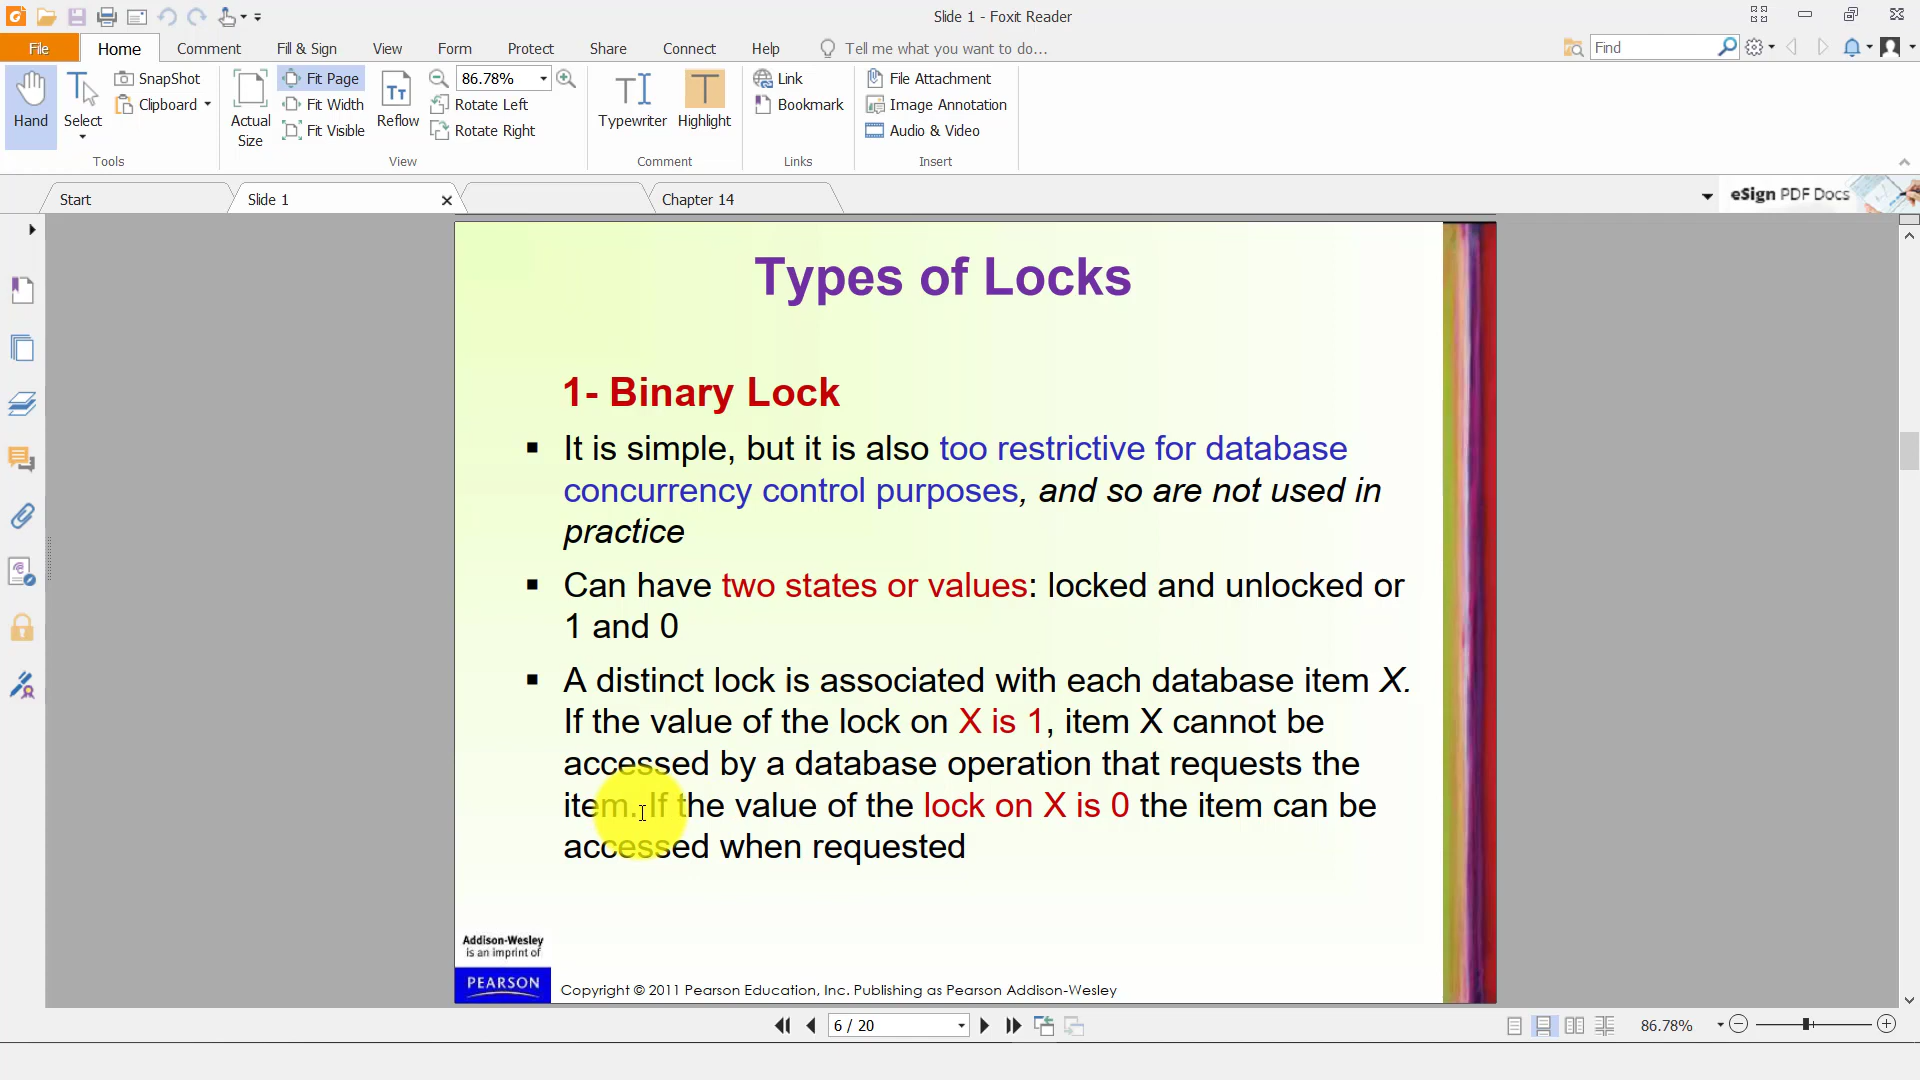 Slide 1 - Foxit Reader
File Home Comment Fill & Sign View Form Protect Share Connect Help Tell me what you want to do... Find
SnapShot Fit Page 86.78% Link File Attachment
Clipboard Fit Width Rotate Left Bookmark Image Annotation
Hand Select Actual Size Fit Visible Reflow Rotate Right Typewriter Highlight Audio & Video
Tools View Comment Links Insert
Start Slide 1 Chapter 14 eSign PDF Docs
Types of Locks
1- Binary Lock
▪ It is simple, but it is also too restrictive for database
concurrency control purposes, and so are not used in
practice
▪ Can have two states or values: locked and unlocked or
1 and 0
▪ A distinct lock is associated with each database item X.
If the value of the lock on X is 1, item X cannot be
accessed by a database operation that requests the
item. If the value of the lock on X is 0 the item can be
accessed when requested
Addison-Wesley
is an imprint of
PEARSON
Copyright © 2011 Pearson Education, Inc. Publishing as Pearson Addison-Wesley
6 / 20 86.78%